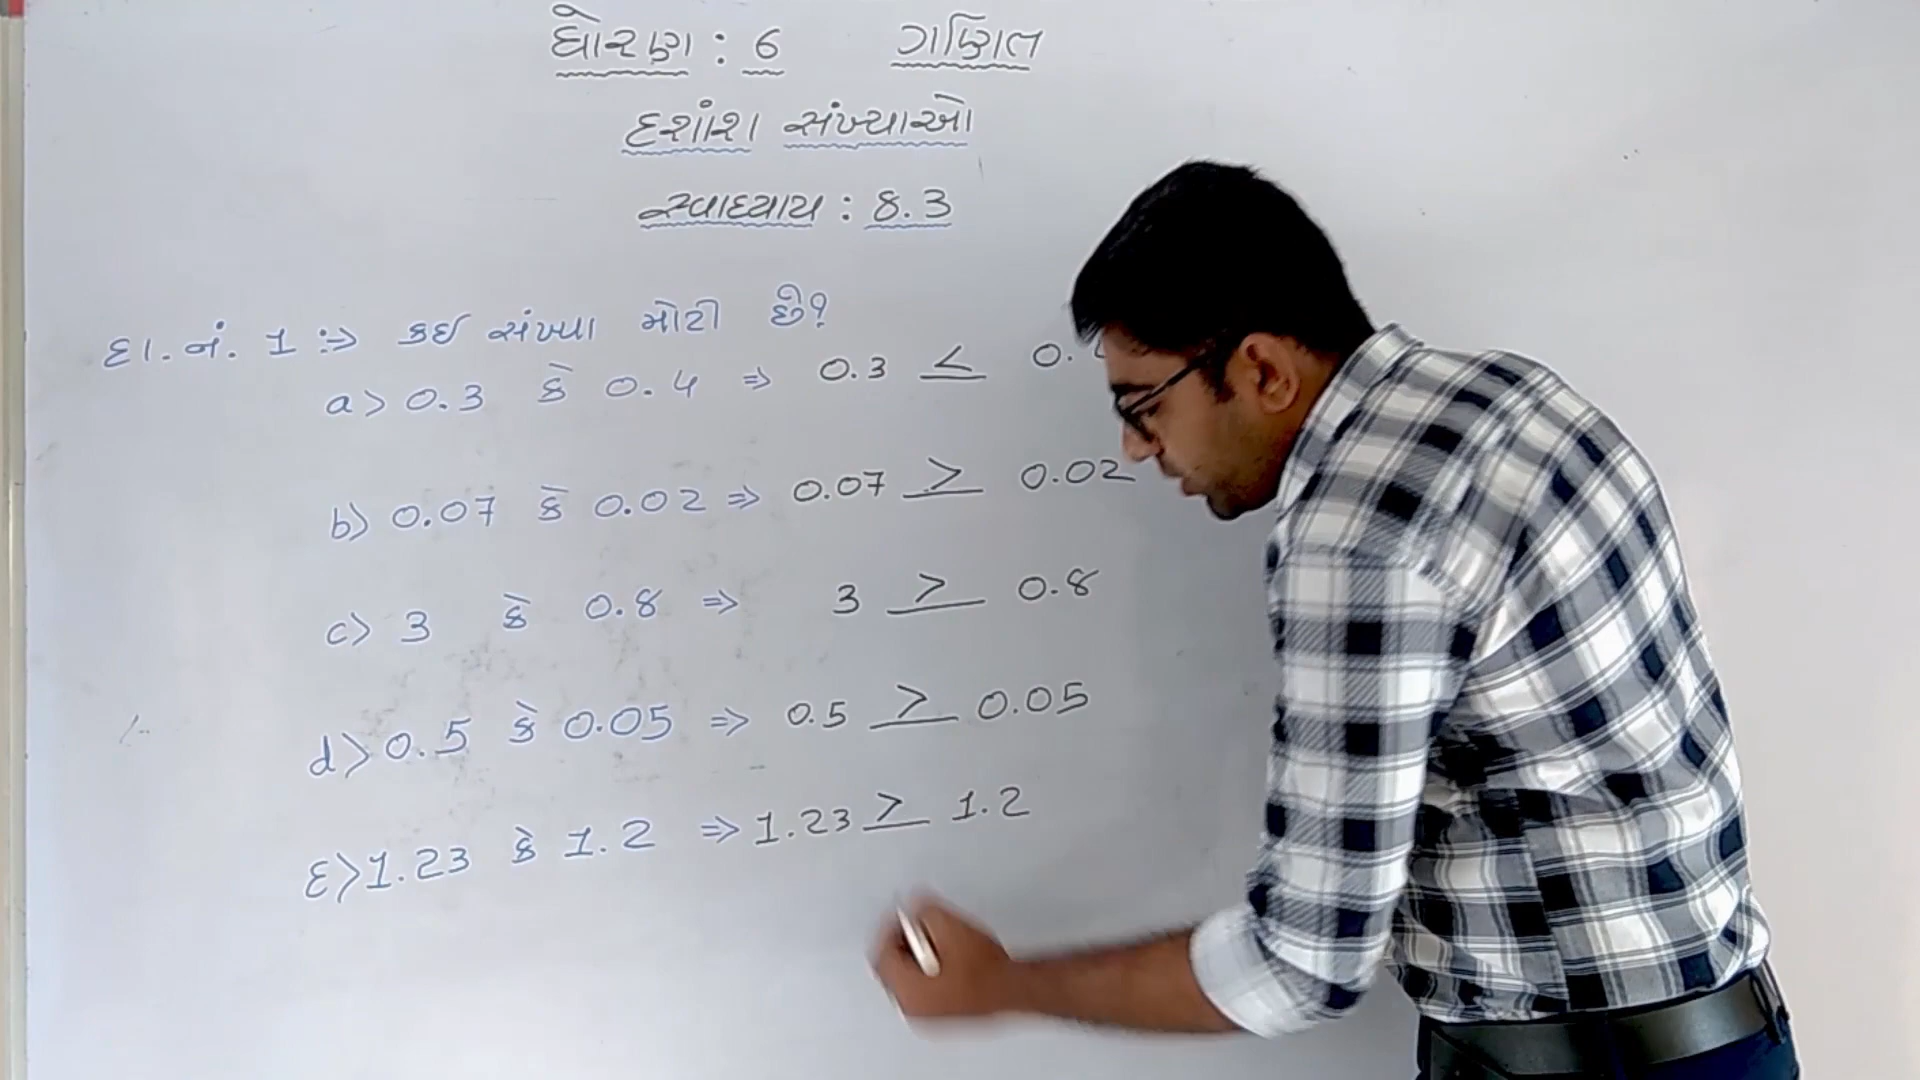 ધોરણ : 6 ગણિત
દશાંશ સંખ્યાઓ
સ્વાધ્યાય : 8.3
દા.નં. 1 :⇒ કઈ સંખ્યા મોટી છે?
a> 0.3 કે 0.4 ⇒ 0.3 < 0.
b) 0.07 કે 0.02 ⇒ 0.07 > 0.02
c) 3 કે 0.8 ⇒ 3 > 0.8
d) 0.5 કે 0.05 ⇒ 0.5 > 0.05
ε) 1.23 કે 1.2 ⇒ 1.23 > 1.2